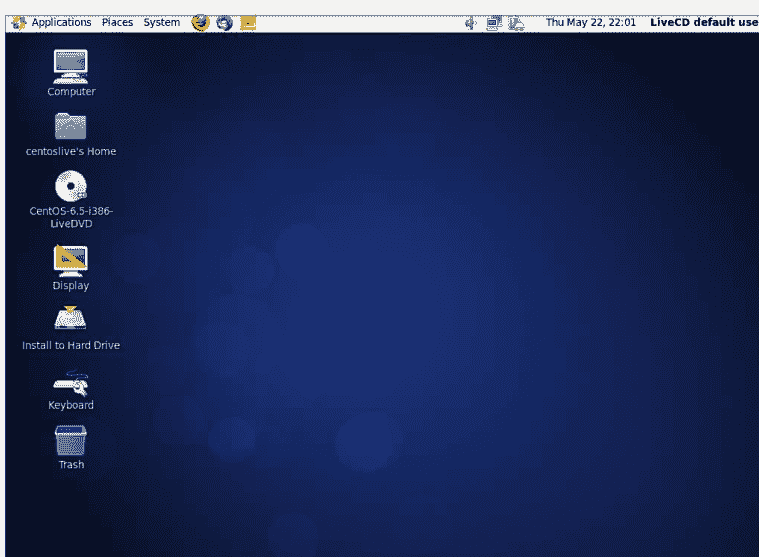 Applications Places System Thu May 22, 22:01 LiveCD default use
Computer
centoslive's Home
CentOS-6.5-i386-
LiveDVD
Display
Install to Hard Drive
Keyboard
Trash